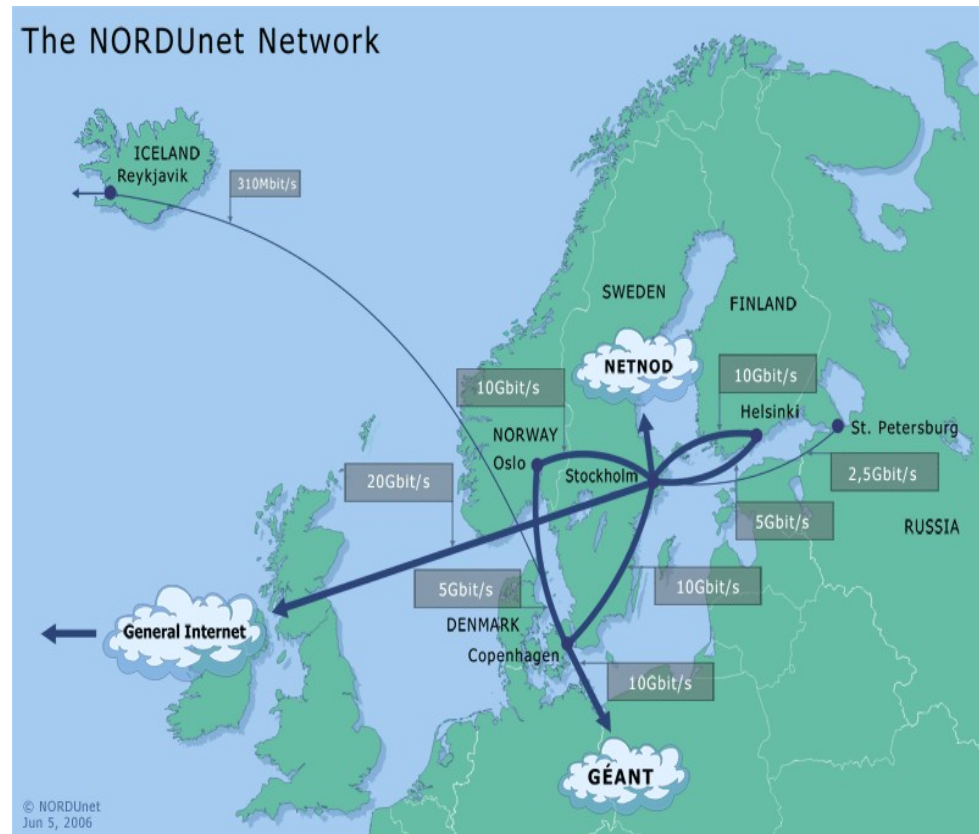 The NORDUnet Network
ICELAND
Reykjavik
310Mbit/s
SWEDEN
FINLAND
NETNOD
10Gbit/s
10Gbit/s
Helsinki
St. Petersburg
NORWAY
Oslo
Stockholm
20Gbit/s
2,5Gbit/s
5Gbit/s
RUSSIA
5Gbit/s
10Gbit/s
DENMARK
General Internet
Copenhagen
10Gbit/s
GÉANT
© NORDUnet
Jun 5, 2006